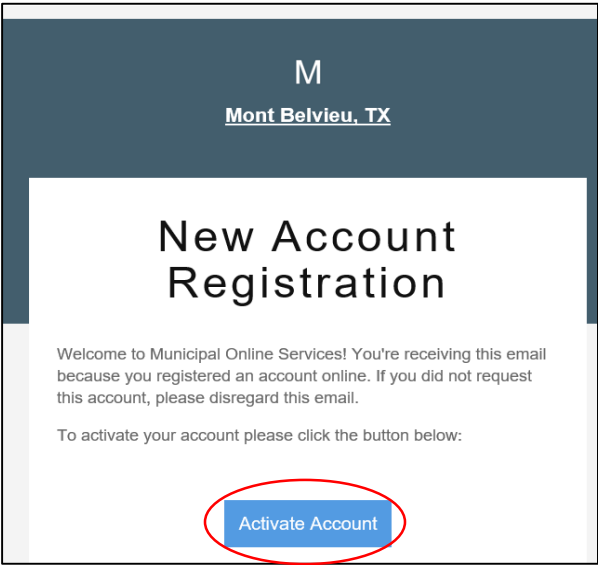 M
Mont Belvieu, TX
New Account
Registration
Welcome to Municipal Online Services! You're receiving this email
because you registered an account online. If you did not request
this account, please disregard this email.
To activate your account please click the button below:
Activate Account